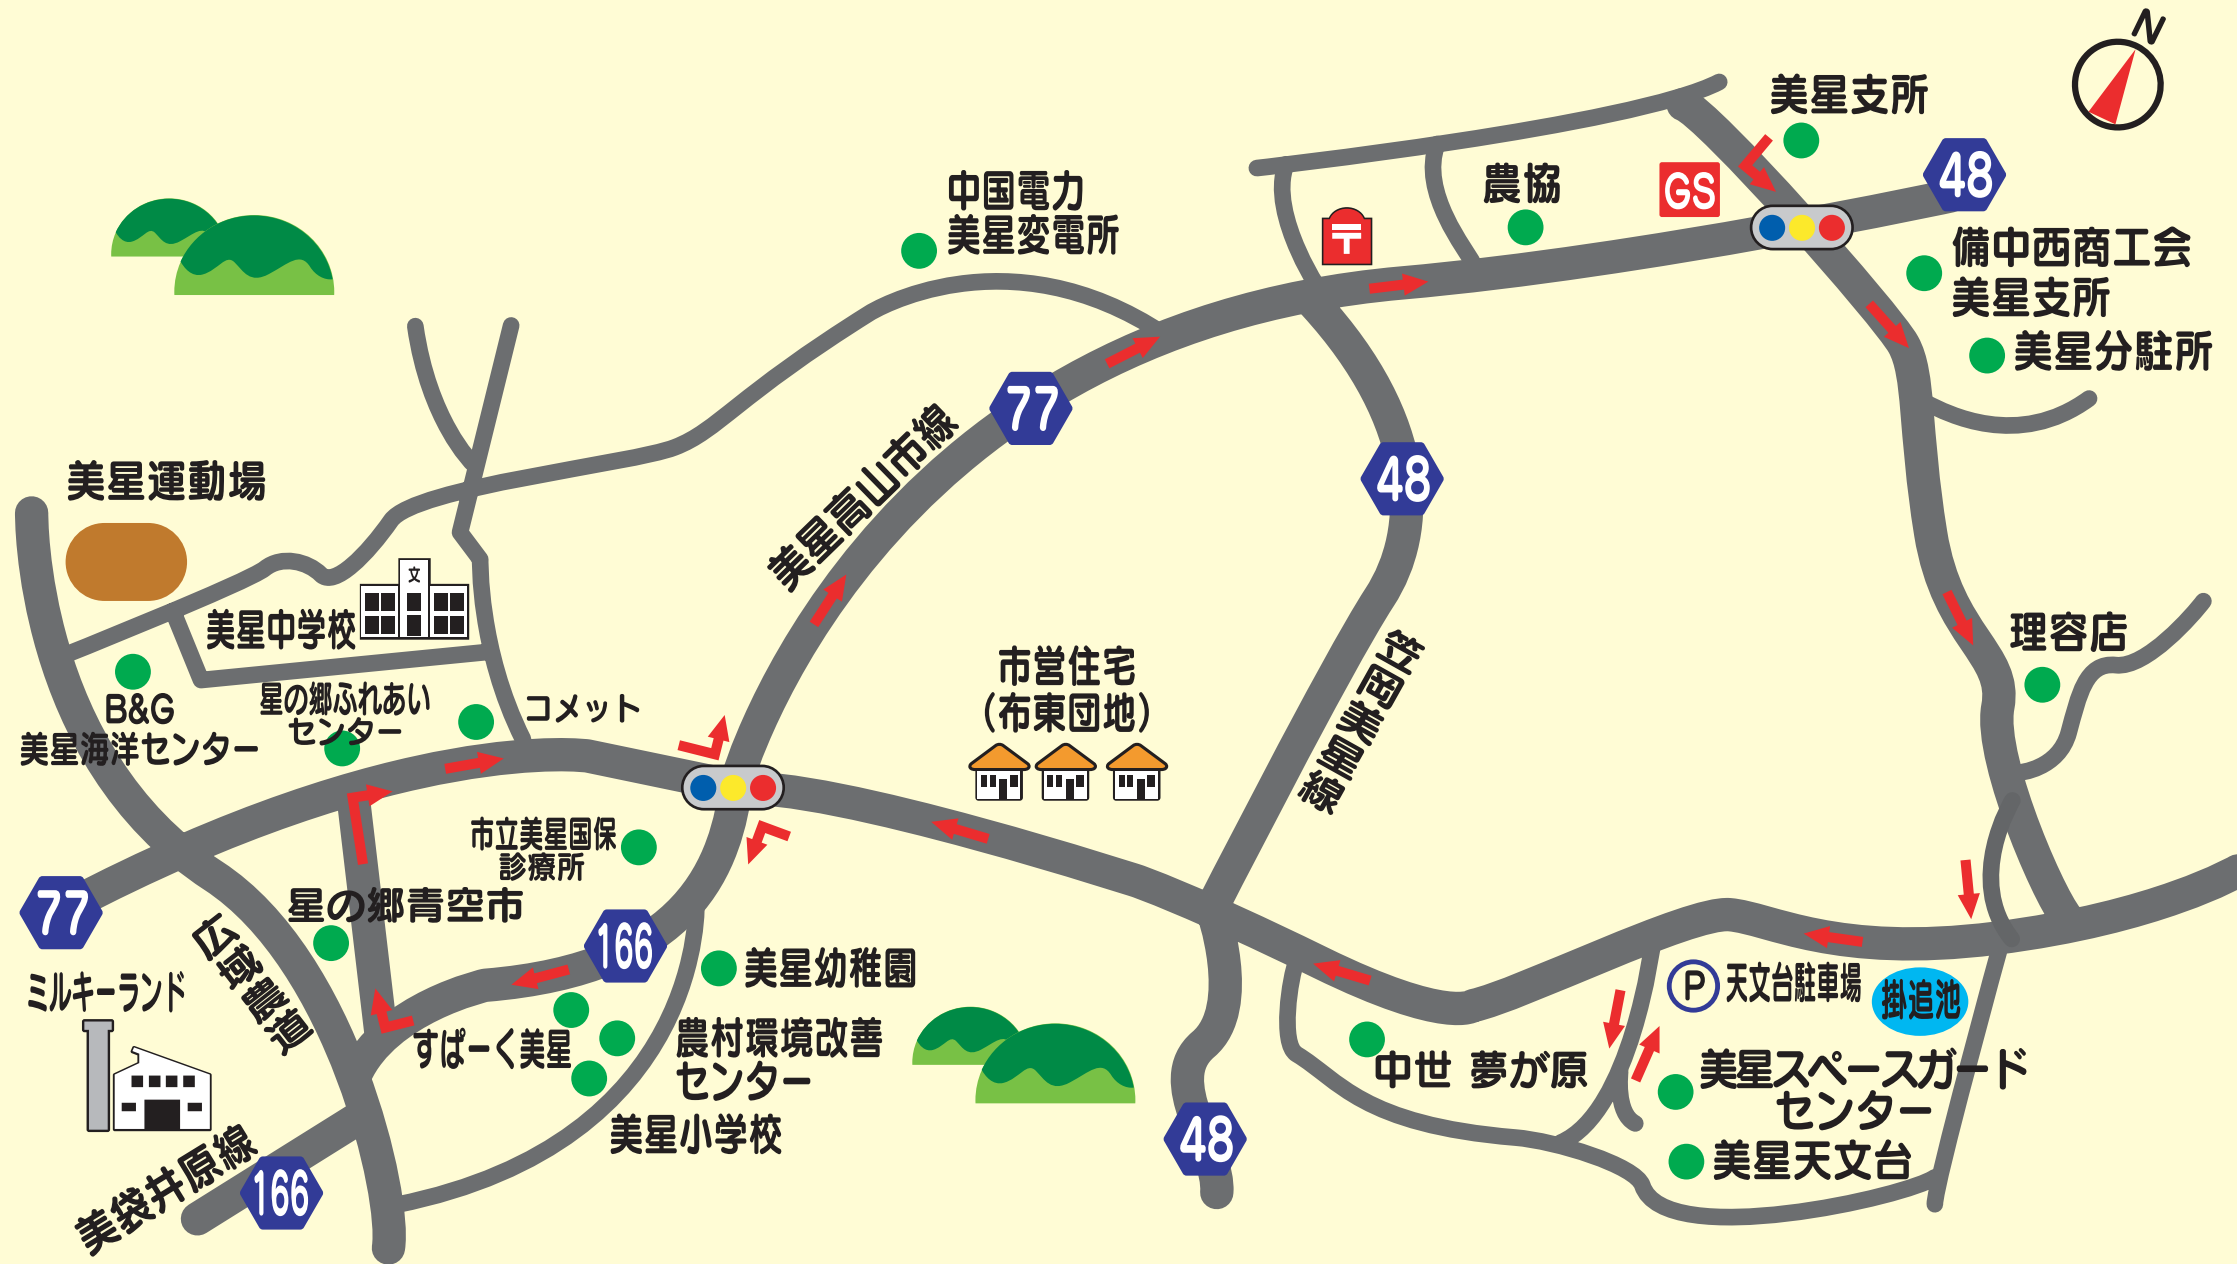 N
美星支所
48
GS
農協
〒
中国電力
美星変電所
備中西商工会
美星支所
美星分駐所
77
美星高山市線
48
美星運動場
文
美星中学校
B&G
美星海洋センター
星の郷ふれあい
センター
コメット
市営住宅
(布東団地)
笠岡美星線
理容店
市立美星国保
診療所
77
星の郷青空市
広域農道
166
美星幼稚園
ミルキーランド
すぱーく美星
農村環境改善
センター
美星小学校
P
天文台駐車場
掛追池
中世 夢が原
美星スペースガード
センター
美星天文台
48
美袋井原線
166